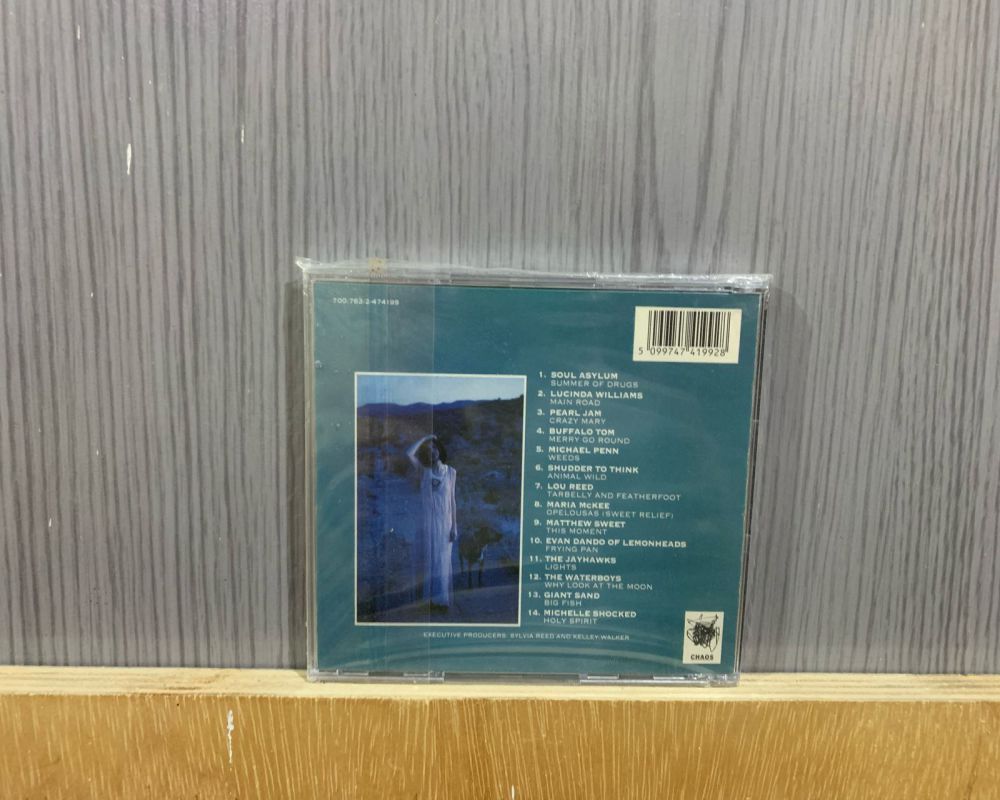 700.763/2-474199
5 099747 419928
1. SOUL ASYLUM
SUMMER OF DRUGS
2. LUCINDA WILLIAMS
MAIN ROAD
3. PEARL JAM
CRAZY MARY
4. BUFFALO TOM
MERRY GO ROUND
5. MICHAEL PENN
WEEDS
6. SHUDDER TO THINK
ANIMAL WILD
7. LOU REED
TARBELLY AND FEATHERFOOT
8. MARIA McKEE
OPELOUSAS (SWEET RELIEF)
9. MATTHEW SWEET
THIS MOMENT
10. EVAN DANDO OF LEMONHEADS
FRYING PAN
11. THE JAYHAWKS
LIGHTS
12. THE WATERBOYS
WHY LOOK AT THE MOON
13. GIANT SAND
BIG FISH
14. MICHELLE SHOCKED
HOLY SPIRIT
EXECUTIVE PRODUCERS: SYLVIA REED AND KELLEY WALKER
CHAOS